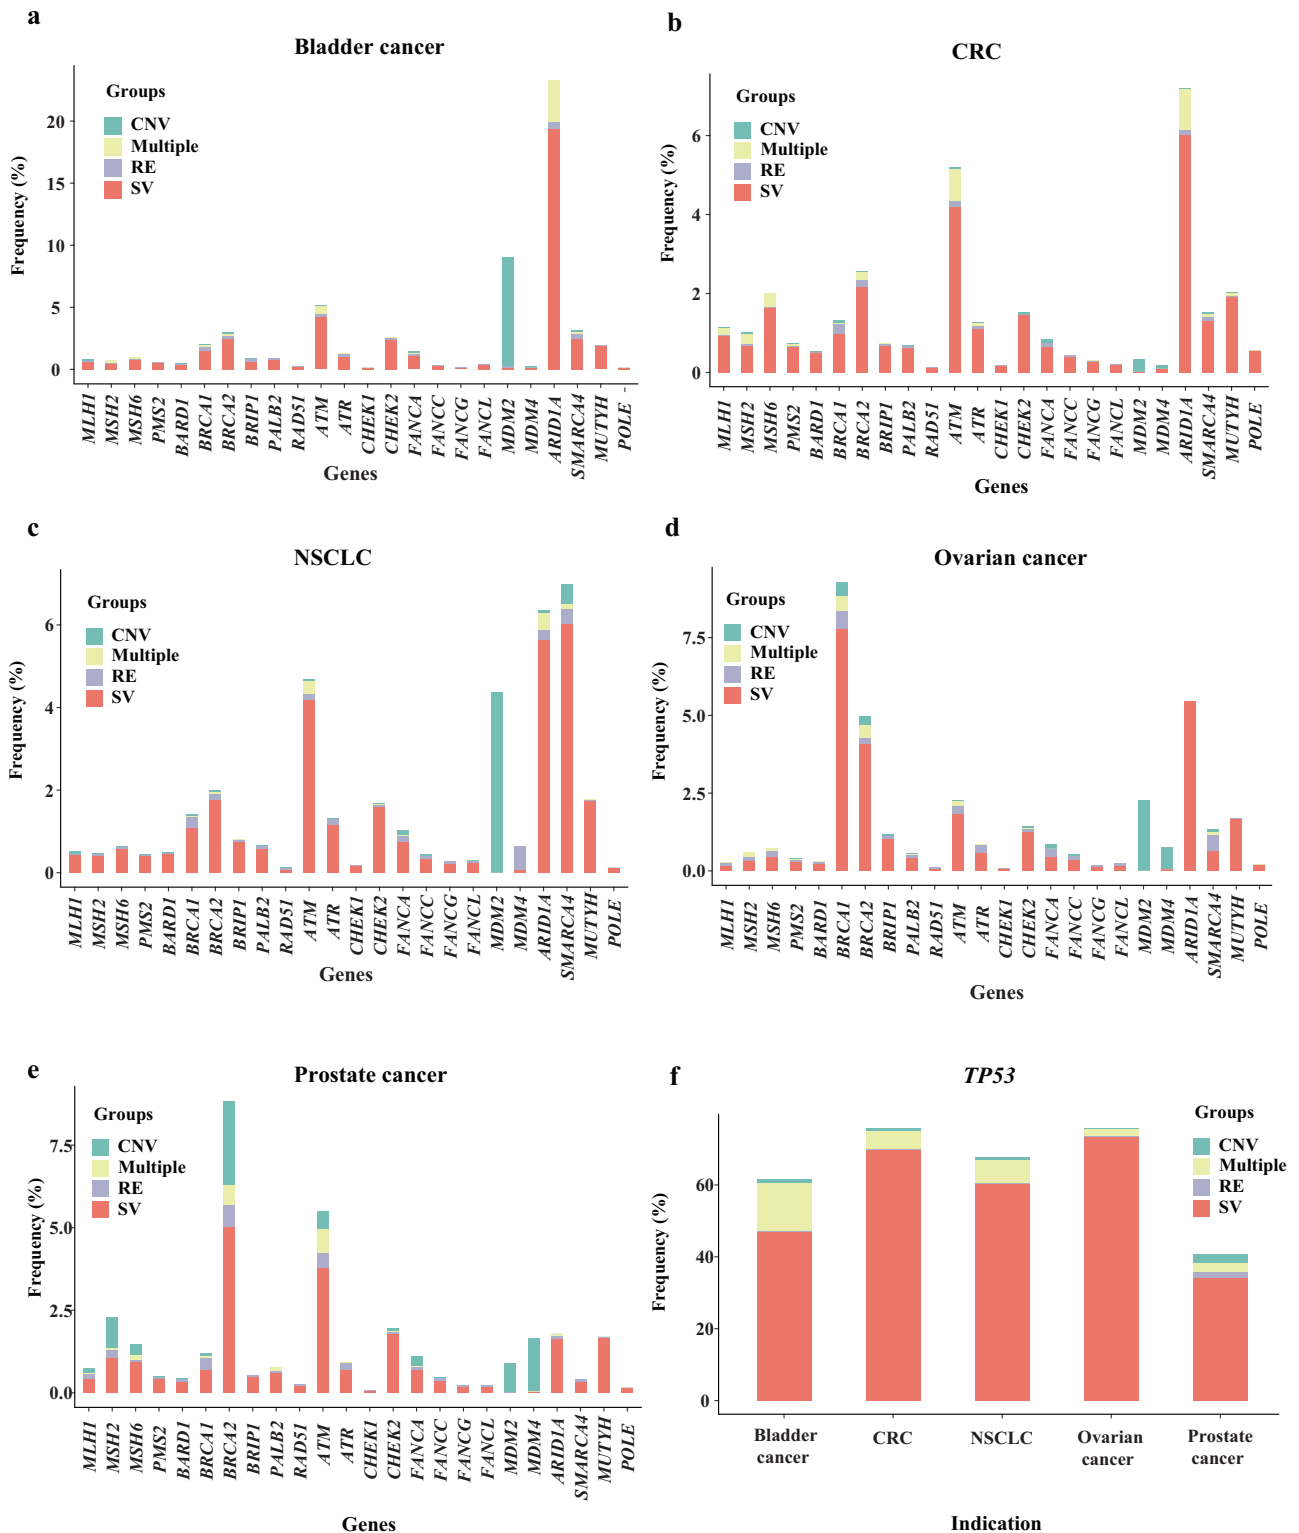 a
Bladder cancer
Groups
CNV
Multiple
RE
SV
Frequency (%)
20
15
10
5
0
MLH1
MSH2
MSH6
PMS2
BARD1
BRCA1
BRCA2
BRIP1
PALB2
RAD51
ATM
ATR
CHEK1
CHEK2
FANCA
FANCC
FANCG
FANCL
MDM2
MDM4
ARID1A
SMARCA4
MUTYH
POLE
Genes
b
CRC
Groups
CNV
Multiple
RE
SV
Frequency (%)
6
4
2
0
MLH1
MSH2
MSH6
PMS2
BARD1
BRCA1
BRCA2
BRIP1
PALB2
RAD51
ATM
ATR
CHEK1
CHEK2
FANCA
FANCC
FANCG
FANCL
MDM2
MDM4
ARID1A
SMARCA4
MUTYH
POLE
Genes
c
NSCLC
Groups
CNV
Multiple
RE
SV
Frequency (%)
6
4
2
0
MLH1
MSH2
MSH6
PMS2
BARD1
BRCA1
BRCA2
BRIP1
PALB2
RAD51
ATM
ATR
CHEK1
CHEK2
FANCA
FANCC
FANCG
FANCL
MDM2
MDM4
ARID1A
SMARCA4
MUTYH
POLE
Genes
d
Ovarian cancer
Groups
CNV
Multiple
RE
SV
Frequency (%)
7.5
5.0
2.5
0.0
MLH1
MSH2
MSH6
PMS2
BARD1
BRCA1
BRCA2
BRIP1
PALB2
RAD51
ATM
ATR
CHEK1
CHEK2
FANCA
FANCC
FANCG
FANCL
MDM2
MDM4
ARID1A
SMARCA4
MUTYH
POLE
Genes
e
Prostate cancer
Groups
CNV
Multiple
RE
SV
Frequency (%)
7.5
5.0
2.5
0.0
MLH1
MSH2
MSH6
PMS2
BARD1
BRCA1
BRCA2
BRIP1
PALB2
RAD51
ATM
ATR
CHEK1
CHEK2
FANCA
FANCC
FANCG
FANCL
MDM2
MDM4
ARID1A
SMARCA4
MUTYH
POLE
Genes
f
TP53
Groups
CNV
Multiple
RE
SV
Frequency (%)
60
40
20
0
Bladder
cancer
CRC
NSCLC
Ovarian
cancer
Prostate
cancer
Indication